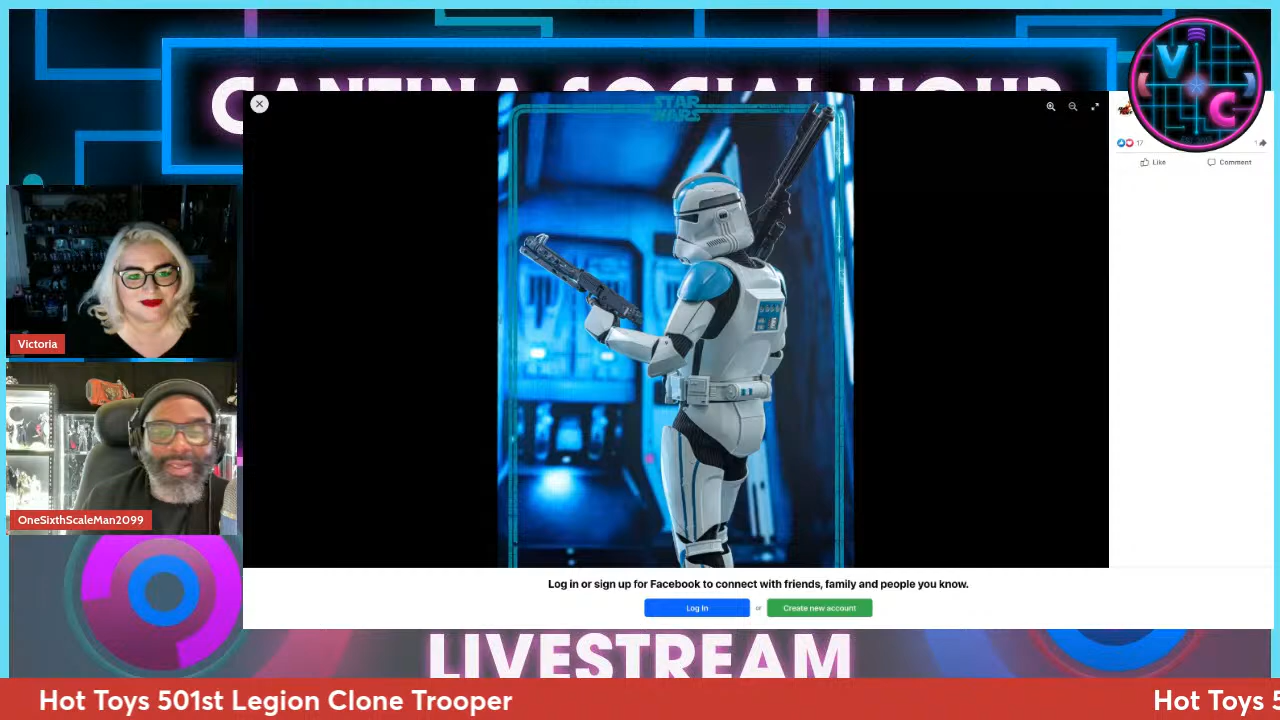 CANTINA SOCIAL HOUR
STAR
WARS
V
C
17
1
Like
Comment
Victoria
OneSixthScaleMan2099
Log in or sign up for Facebook to connect with friends, family and people you know.
Log In
or
Create new account
LIVESTREAM
Hot Toys 501st Legion Clone Trooper
Hot Toys 5